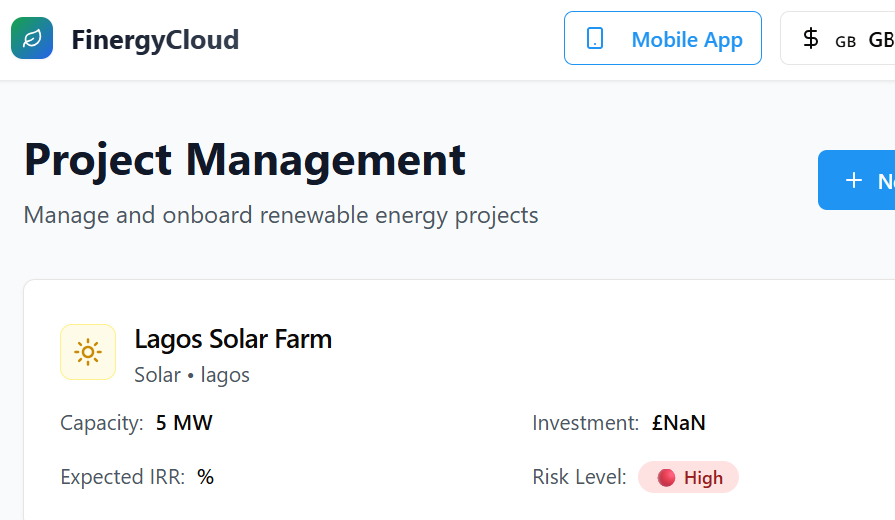 FinergyCloud
Mobile App
$ GB GB
Project Management
Manage and onboard renewable energy projects
+
Lagos Solar Farm
Solar • lagos
Capacity: 5 MW
Investment: £NaN
Expected IRR: %
Risk Level: High